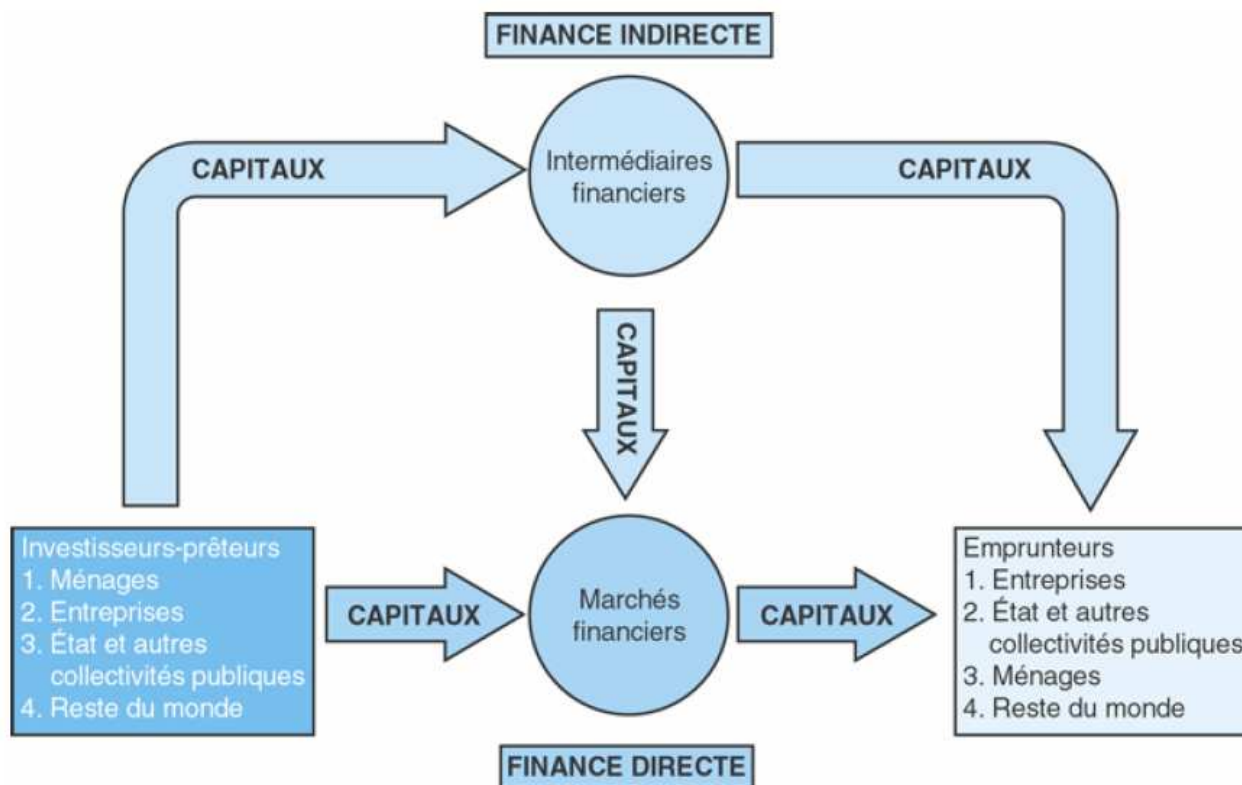 FINANCE INDIRECTE
CAPITAUX
Intermédiaires
financiers
CAPITAUX
CAPITAUX
Investisseurs-prêteurs
1. Ménages
2. Entreprises
3. État et autres
collectivités publiques
4. Reste du monde
CAPITAUX
Marchés
financiers
CAPITAUX
Emprunteurs
1. Entreprises
2. État et autres
collectivités publiques
3. Ménages
4. Reste du monde
FINANCE DIRECTE